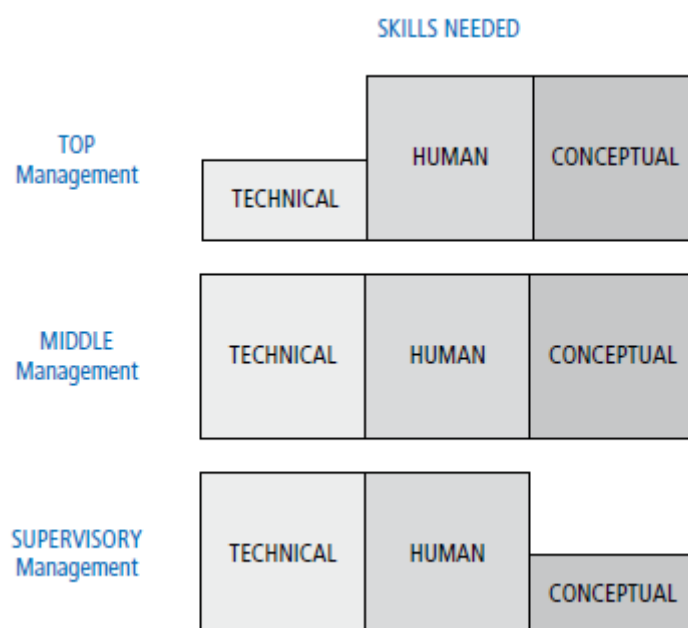 SKILLS NEEDED
TOP
Management
TECHNICAL
HUMAN
CONCEPTUAL
MIDDLE
Management
TECHNICAL
HUMAN
CONCEPTUAL
SUPERVISORY
Management
TECHNICAL
HUMAN
CONCEPTUAL